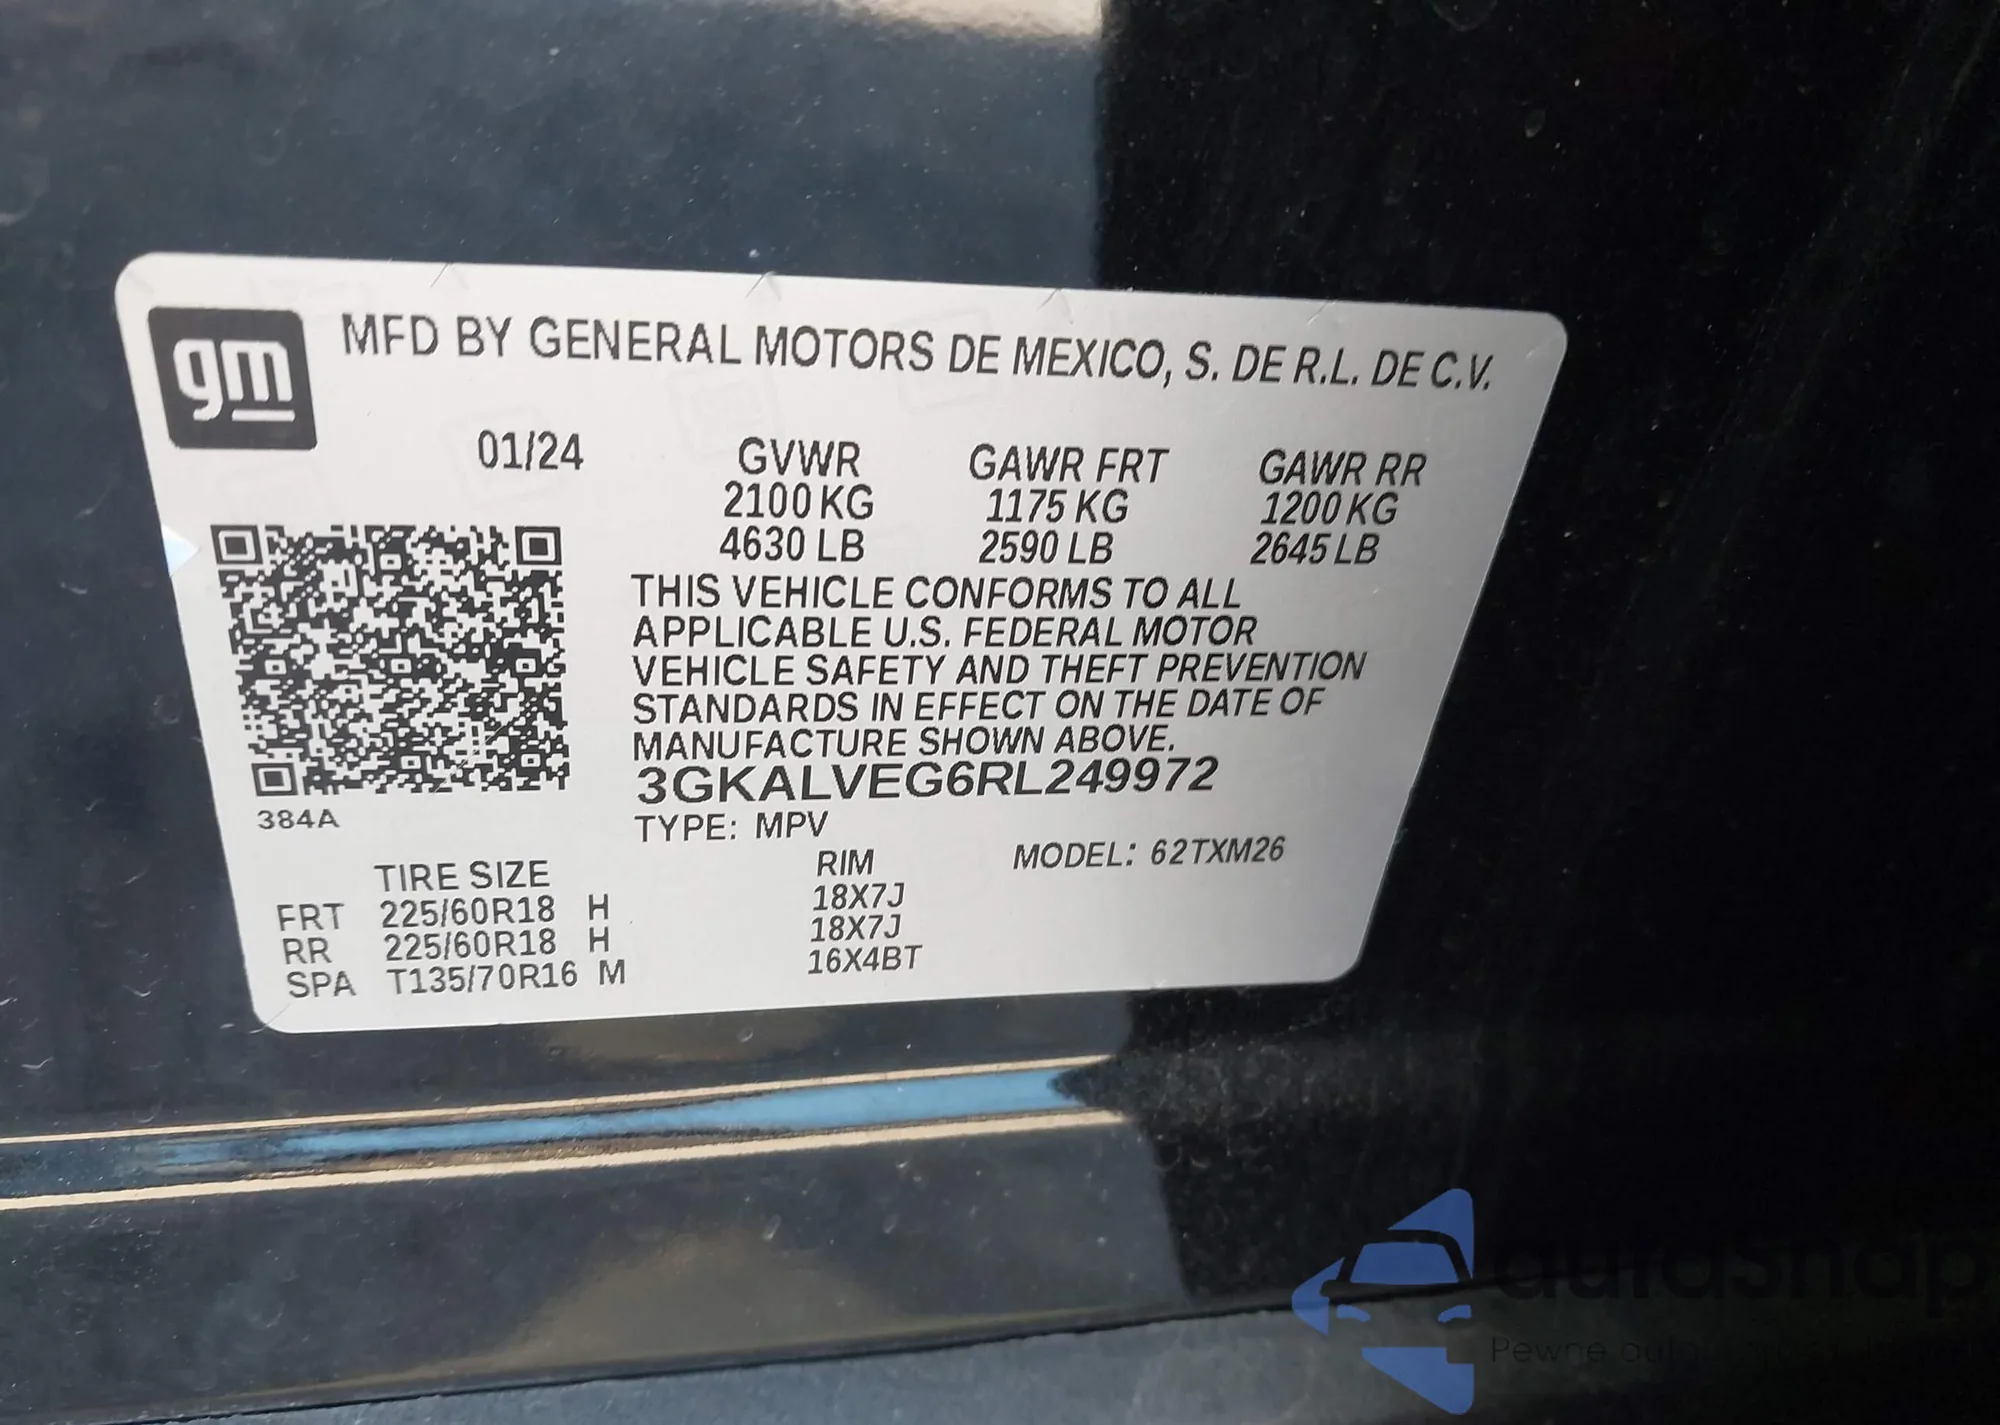 gm
MFD BY GENERAL MOTORS DE MEXICO, S. DE R.L. DE C.V.
01/24 GVWR GAWR FRT GAWR RR
2100 KG 1175 KG 1200 KG
4630 LB 2590 LB 2645 LB
THIS VEHICLE CONFORMS TO ALL
APPLICABLE U.S. FEDERAL MOTOR
VEHICLE SAFETY AND THEFT PREVENTION
STANDARDS IN EFFECT ON THE DATE OF
MANUFACTURE SHOWN ABOVE.
3GKALVEG6RL249972
384A
TYPE: MPV
MODEL: 62TXM26
TIRE SIZE RIM
FRT 225/60R18 H 18X7J
RR 225/60R18 H 18X7J
SPA T135/70R16 M 16X4BT
autasnap
Pewne auta